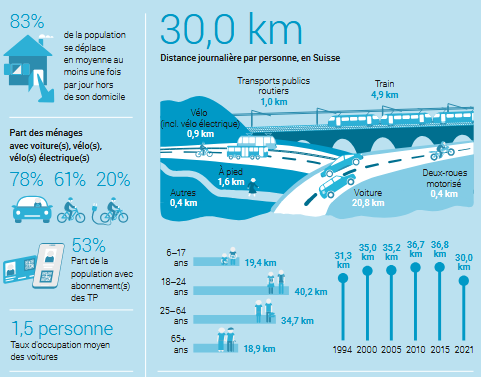 83%
de la population
se déplace
en moyenne au
moins une fois
par jour hors
de son domicile
Part des ménages
avec voiture(s), vélo(s),
vélo(s) électrique(s)
78% 61% 20%
53%
Part de la
population avec
abonnement(s)
des TP
1,5 personne
Taux d'occupation moyen
des voitures
30,0 km
Distance journalière par personne, en Suisse
Transports publics
routiers
1,0 km
Train
4,9 km
Vélo
(incl. vélo électrique)
0,9 km
À pied
1,6 km
Autres
0,4 km
Voiture
20,8 km
Deux-roues
motorisé
0,4 km
6–17
ans
19,4 km
18–24
ans
40,2 km
25–64
ans
34,7 km
65+
ans
18,9 km
31,3
km
35,0
km
35,2
km
36,7
km
36,8
km
30,0
km
1994 2000 2005 2010 2015 2021